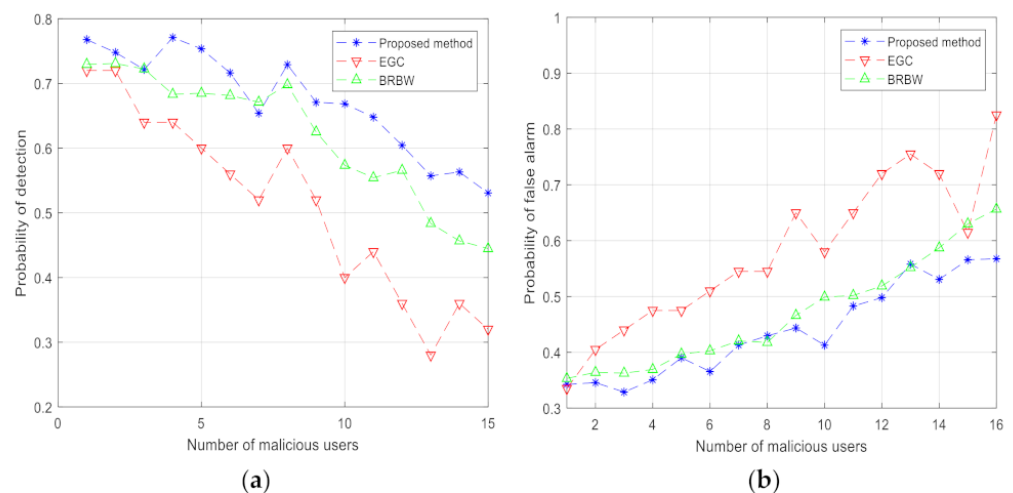 0.8
0.7
0.6
0.5
0.4
0.3
0.2
0
5
10
15
Probability of detection
Number of malicious users
Proposed method
EGC
BRBW
(a)
1
0.9
0.8
0.7
0.6
0.5
0.4
0.3
2
4
6
8
10
12
14
16
Probability of false alarm
Number of malicious users
Proposed method
EGC
BRBW
(b)